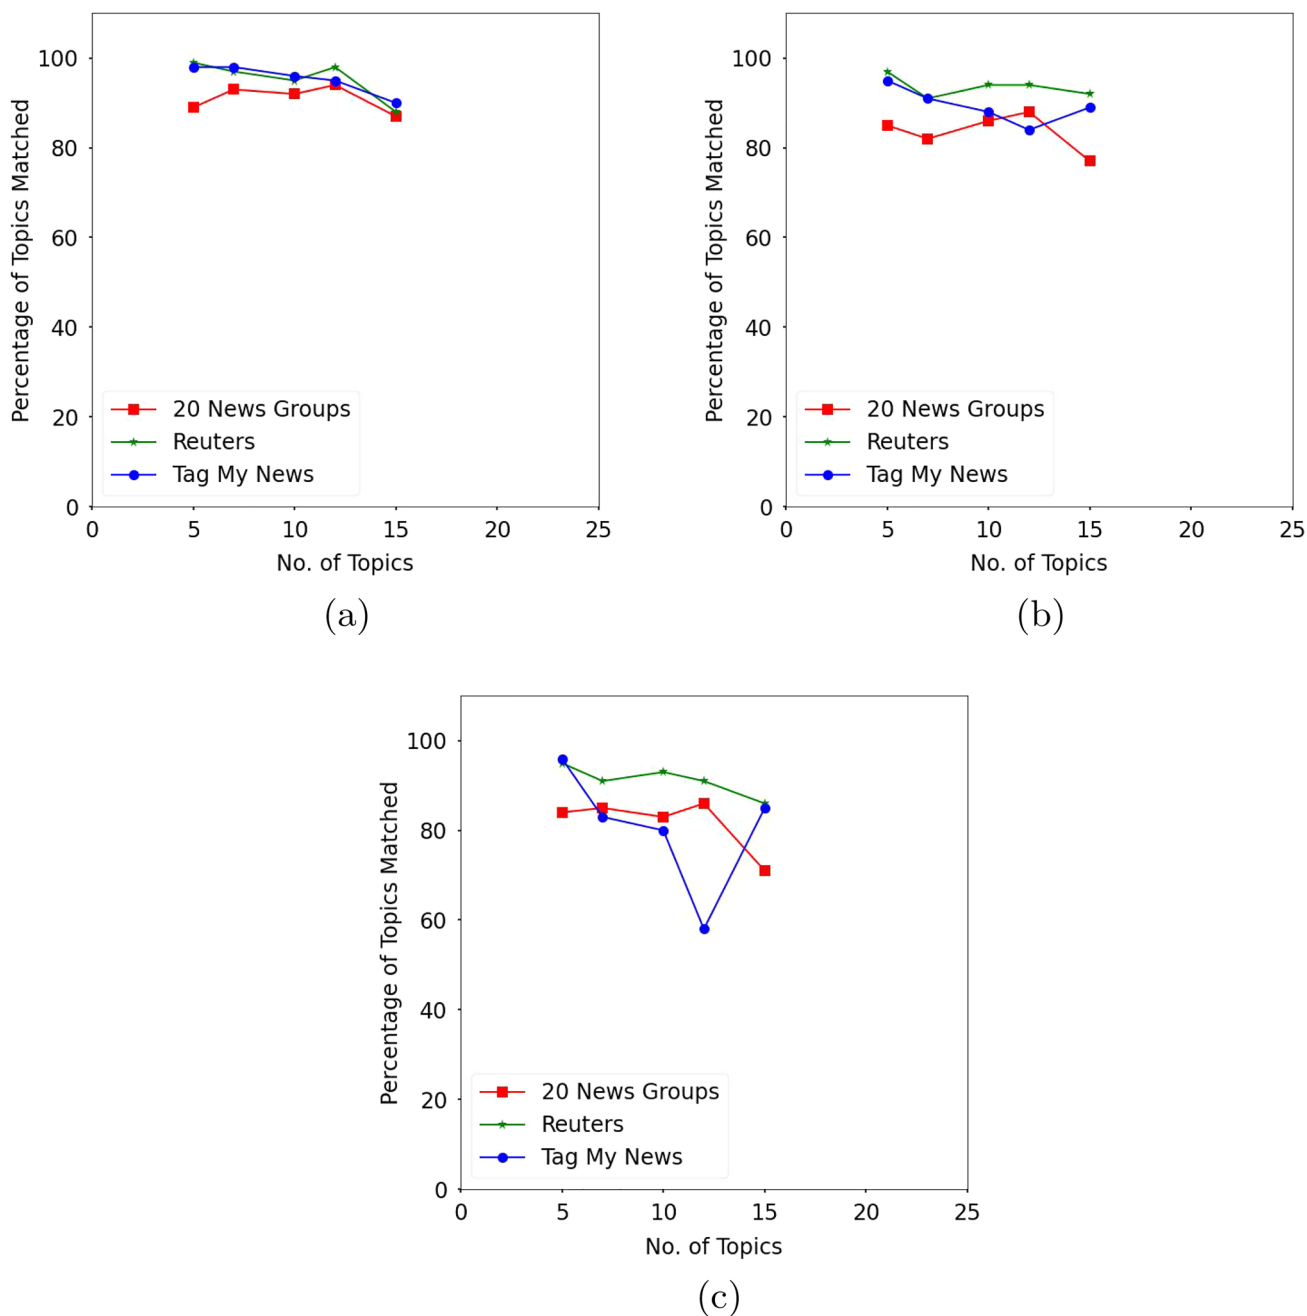 100
80
60
40
20
0
Percentage of Topics Matched
20 News Groups
Reuters
Tag My News
0 5 10 15 20 25
No. of Topics
(a)
100
80
60
40
20
0
Percentage of Topics Matched
20 News Groups
Reuters
Tag My News
0 5 10 15 20 25
No. of Topics
(b)
100
80
60
40
20
0
Percentage of Topics Matched
20 News Groups
Reuters
Tag My News
0 5 10 15 20 25
No. of Topics
(c)